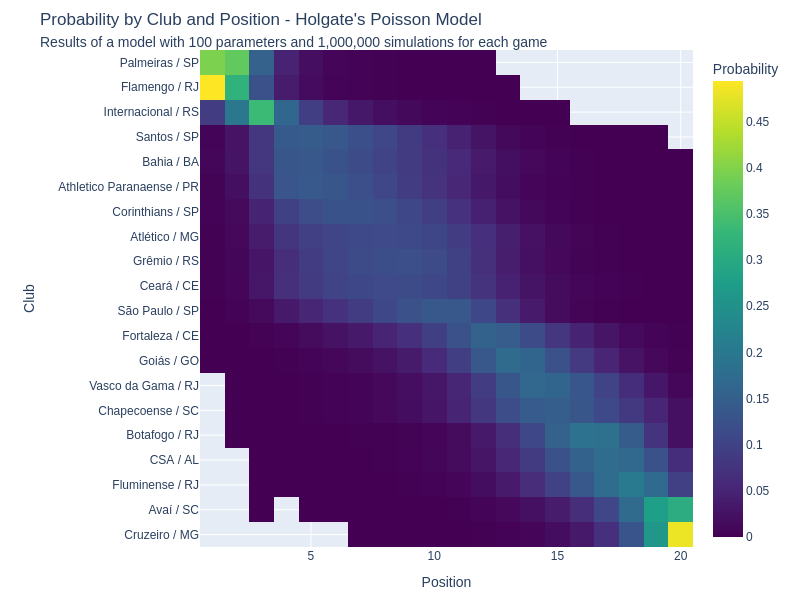 Probability by Club and Position - Holgate's Poisson Model
Results of a model with 100 parameters and 1,000,000 simulations for each game
Probability
Club
Palmeiras / SP
Flamengo / RJ
Internacional / RS
Santos / SP
Bahia / BA
Athletico Paranaense / PR
Corinthians / SP
Atlético / MG
Grêmio / RS
Ceará / CE
São Paulo / SP
Fortaleza / CE
Goiás / GO
Vasco da Gama / RJ
Chapecoense / SC
Botafogo / RJ
CSA / AL
Fluminense / RJ
Avaí / SC
Cruzeiro / MG
0.45
0.4
0.35
0.3
0.25
0.2
0.15
0.1
0.05
0
5 10 15 20
Position